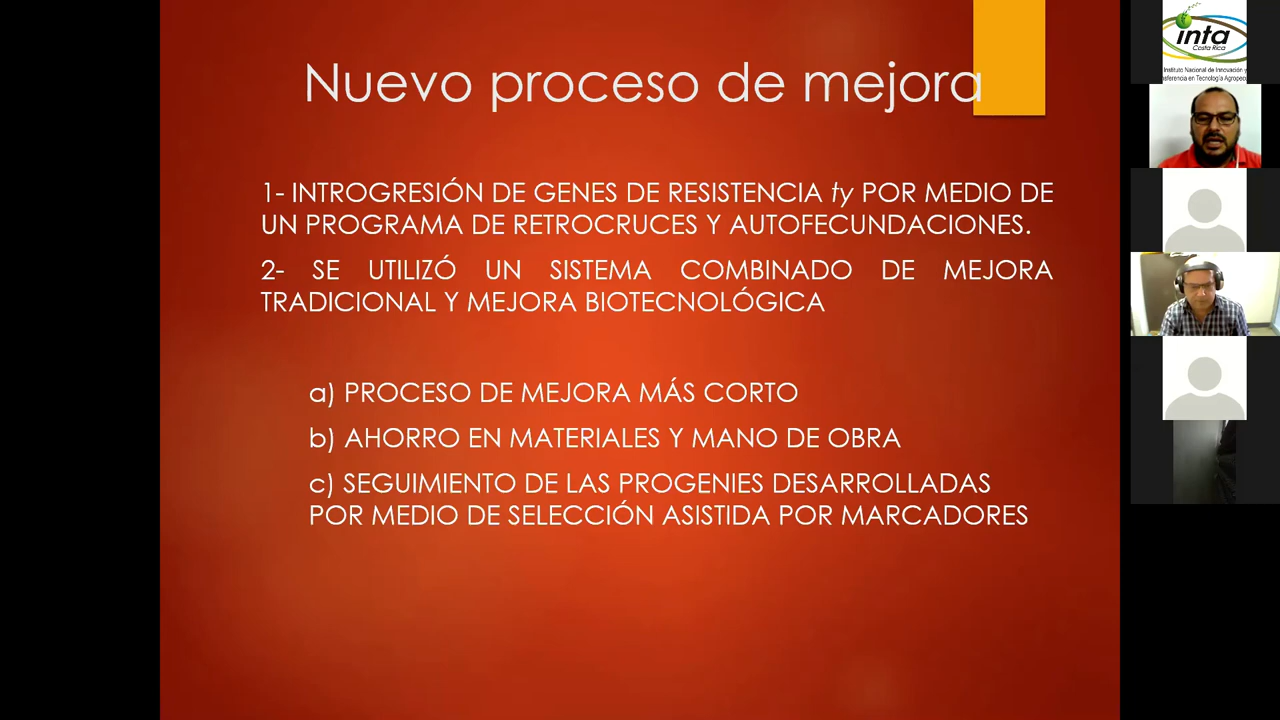 Nuevo proceso de mejora
1- INTROGRESIÓN DE GENES DE RESISTENCIA ty POR MEDIO DE
UN PROGRAMA DE RETROCRUCES Y AUTOFECUNDACIONES.
2- SE UTILIZÓ UN SISTEMA COMBINADO DE MEJORA
TRADICIONAL Y MEJORA BIOTECNOLÓGICA
a) PROCESO DE MEJORA MÁS CORTO
b) AHORRO EN MATERIALES Y MANO DE OBRA
c) SEGUIMIENTO DE LAS PROGENIES DESARROLLADAS
POR MEDIO DE SELECCIÓN ASISTIDA POR MARCADORES
inta
Costa Rica
Instituto Nacional de Innovación y
sferencia en Tecnología Agropec